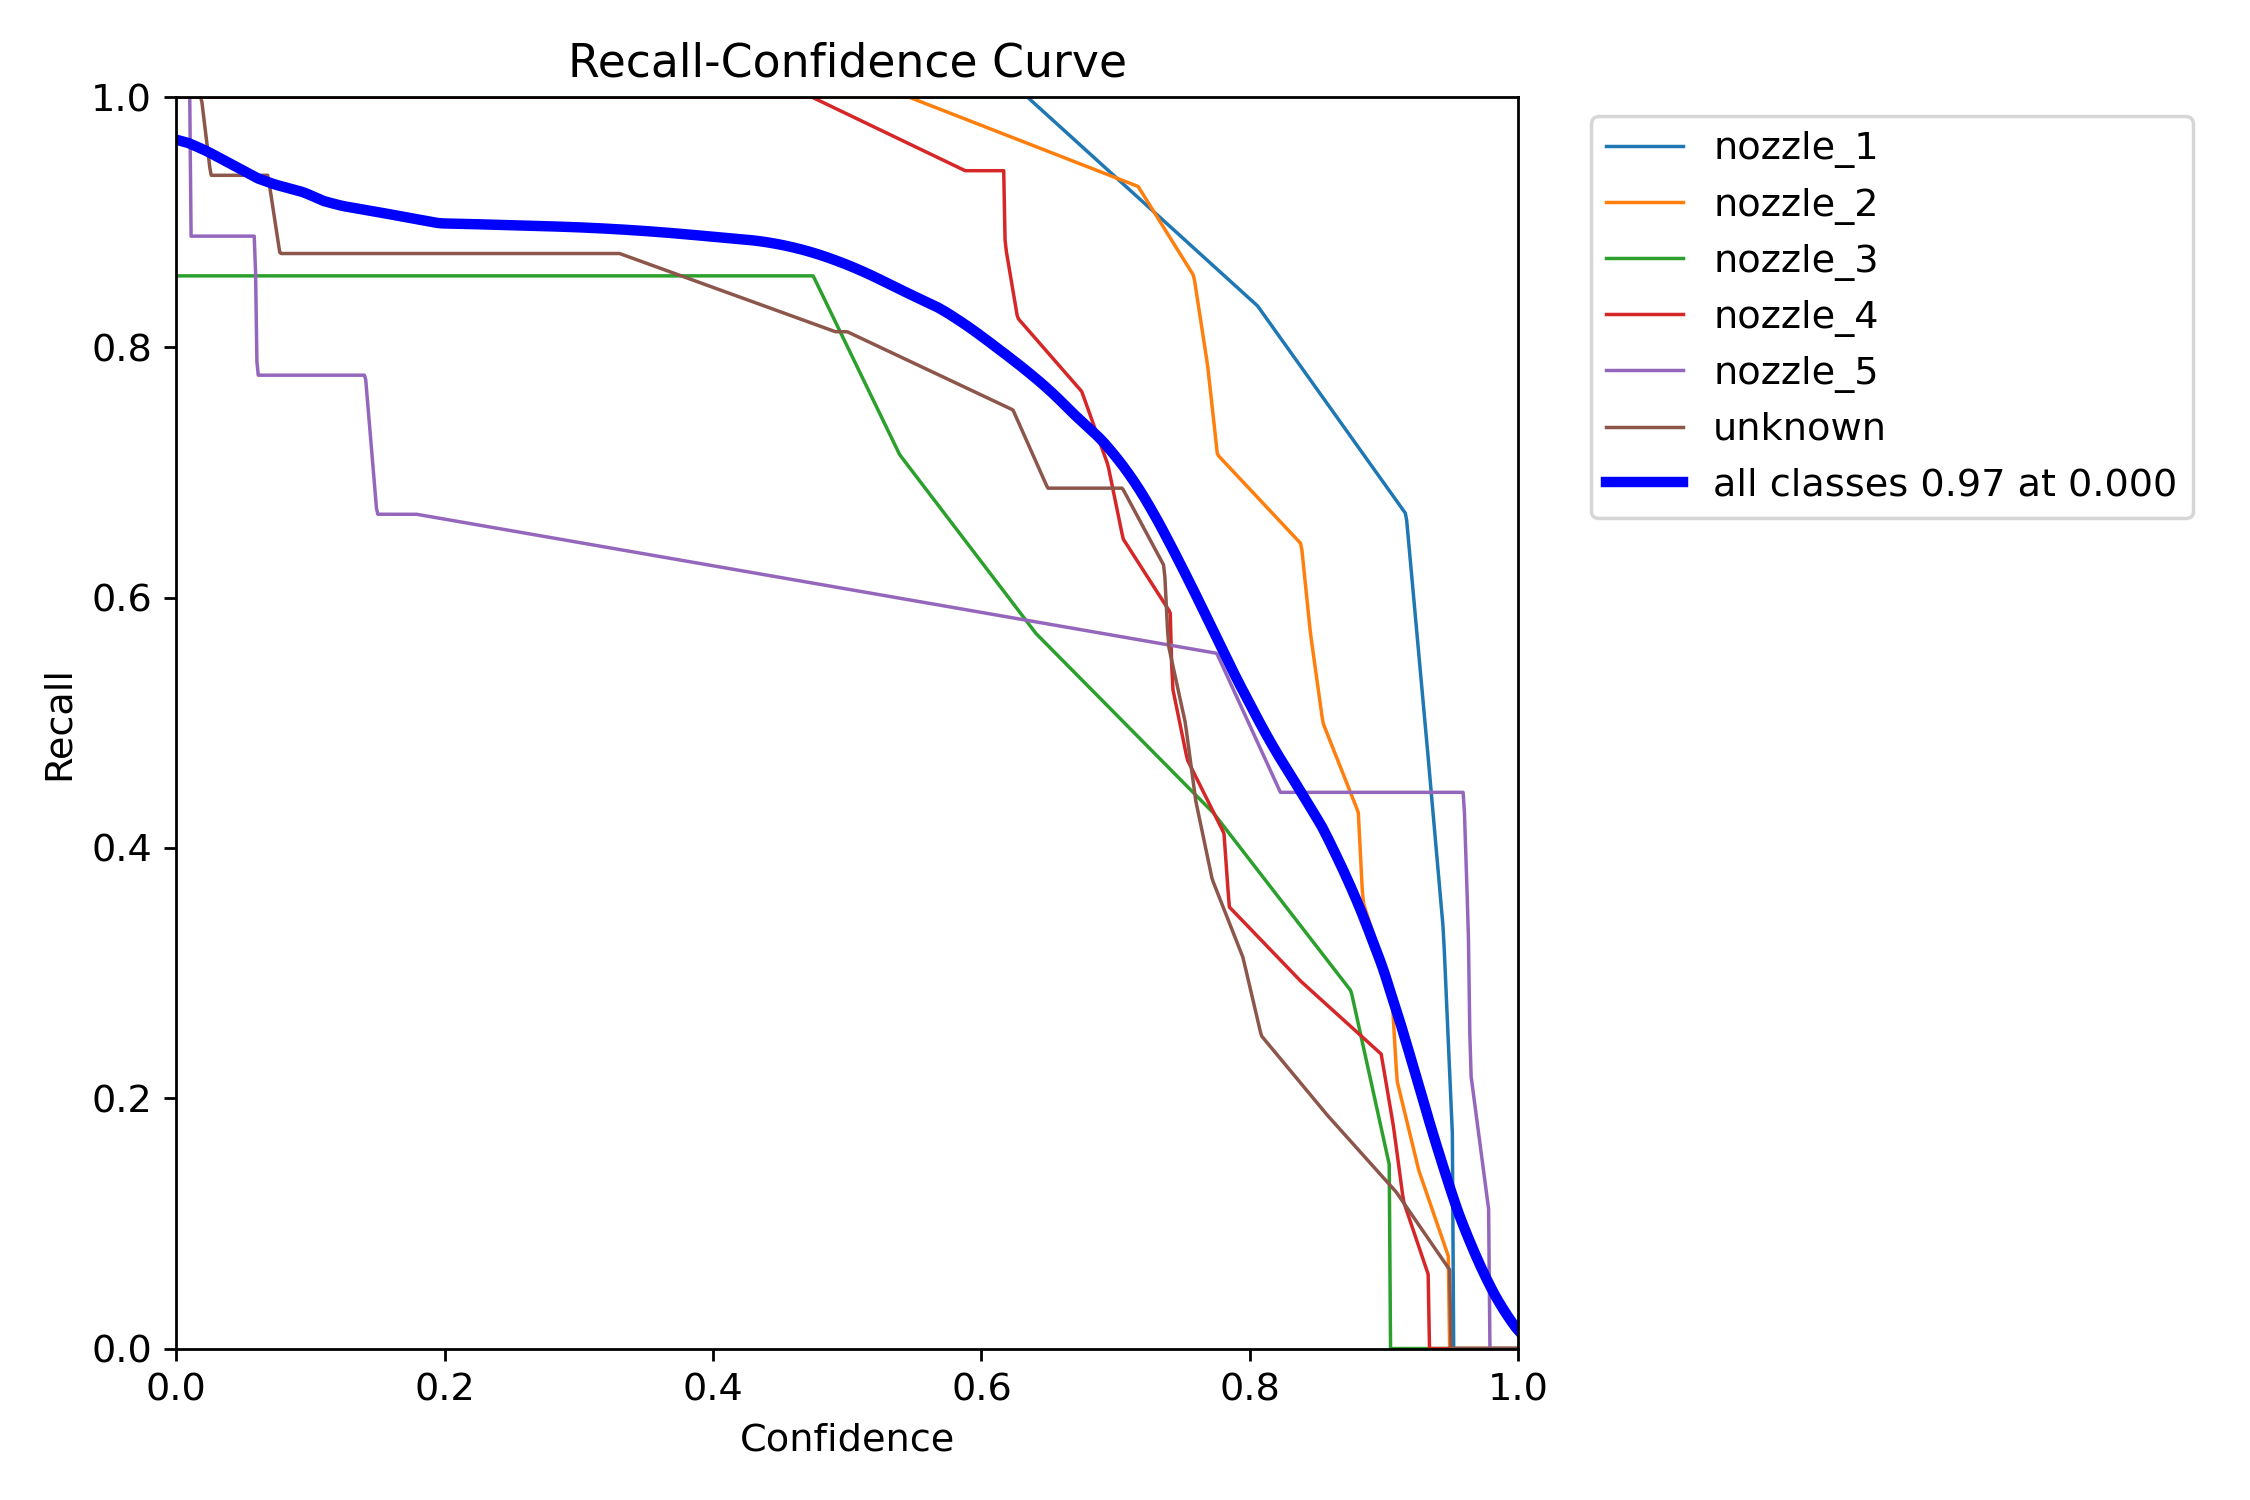 Recall-Confidence Curve
1.0
0.8
0.6
0.4
0.2
0.0
Recall
0.0 0.2 0.4 0.6 0.8 1.0
Confidence
nozzle_1
nozzle_2
nozzle_3
nozzle_4
nozzle_5
unknown
all classes 0.97 at 0.000